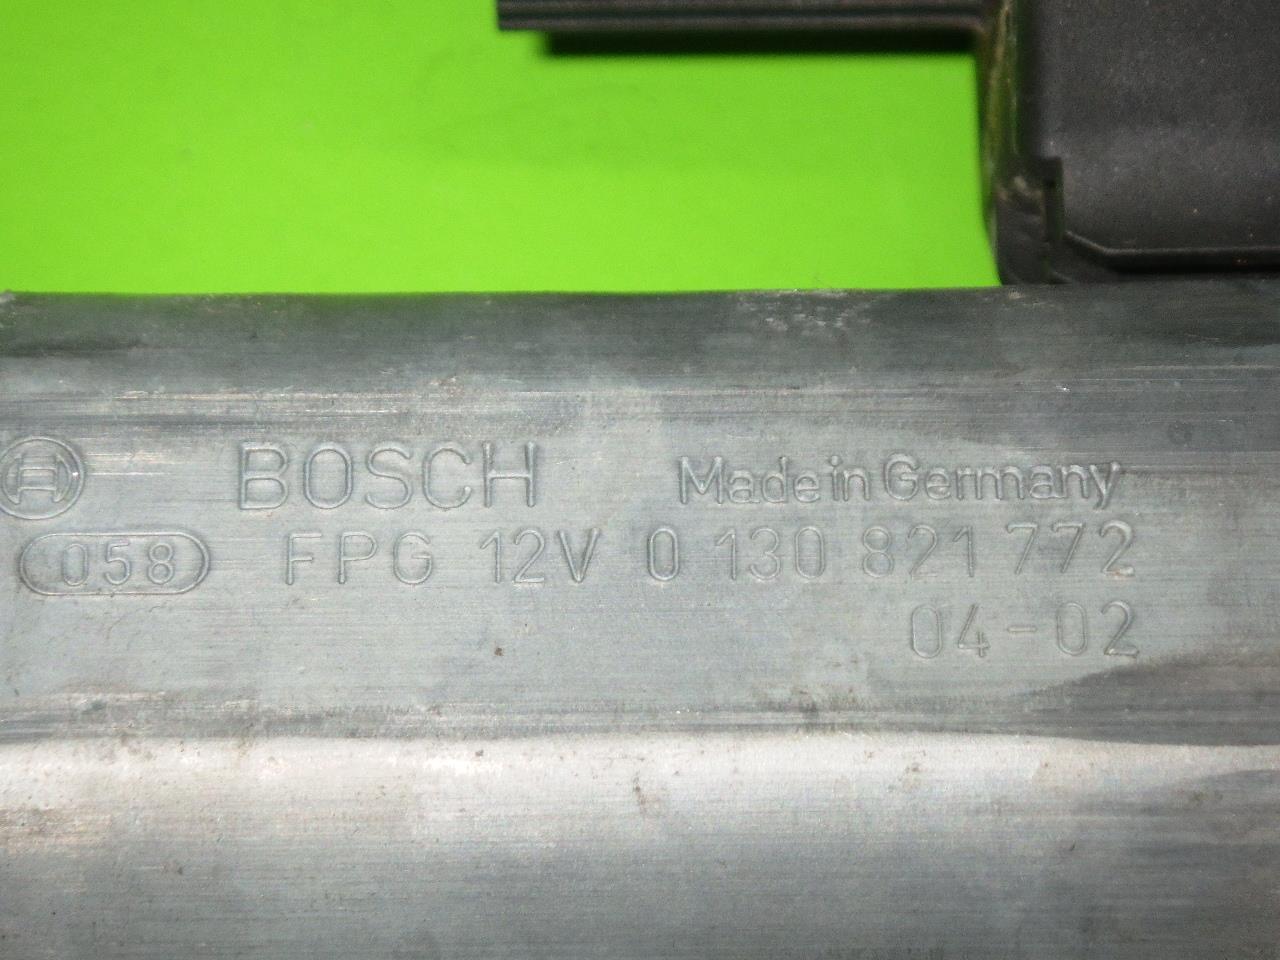 BOSCH Made in Germany
058 FPG 12V 0 130 821 772
04-02